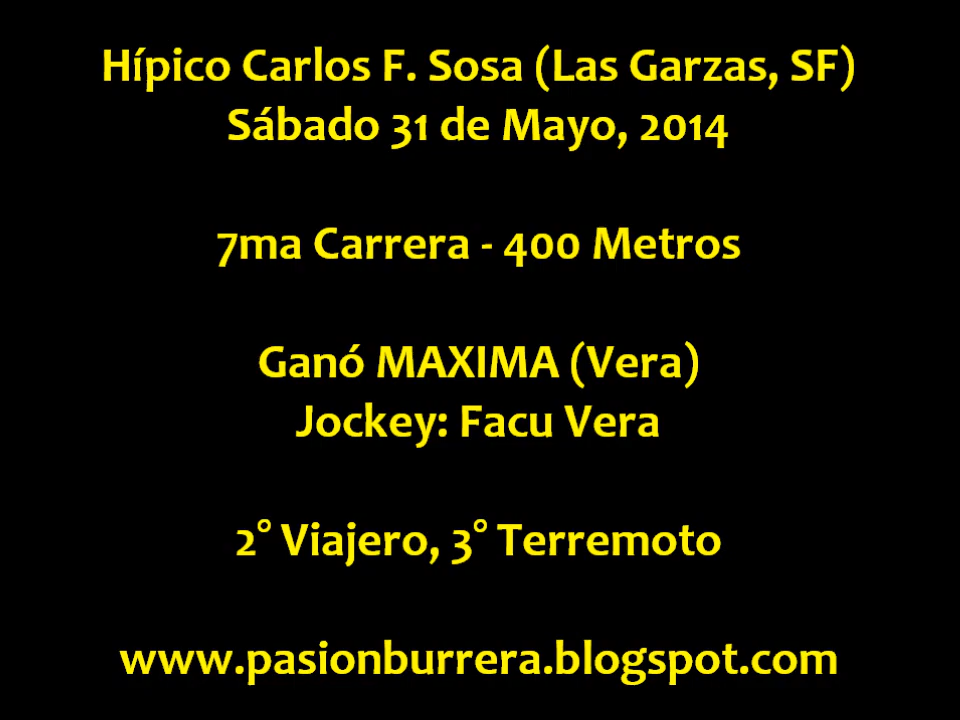 Hípico Carlos F. Sosa (Las Garzas, SF)
Sábado 31 de Mayo, 2014
7ma Carrera - 400 Metros
Ganó MAXIMA (Vera)
Jockey: Facu Vera
2° Viajero, 3° Terremoto
www.pasionburrera.blogspot.com